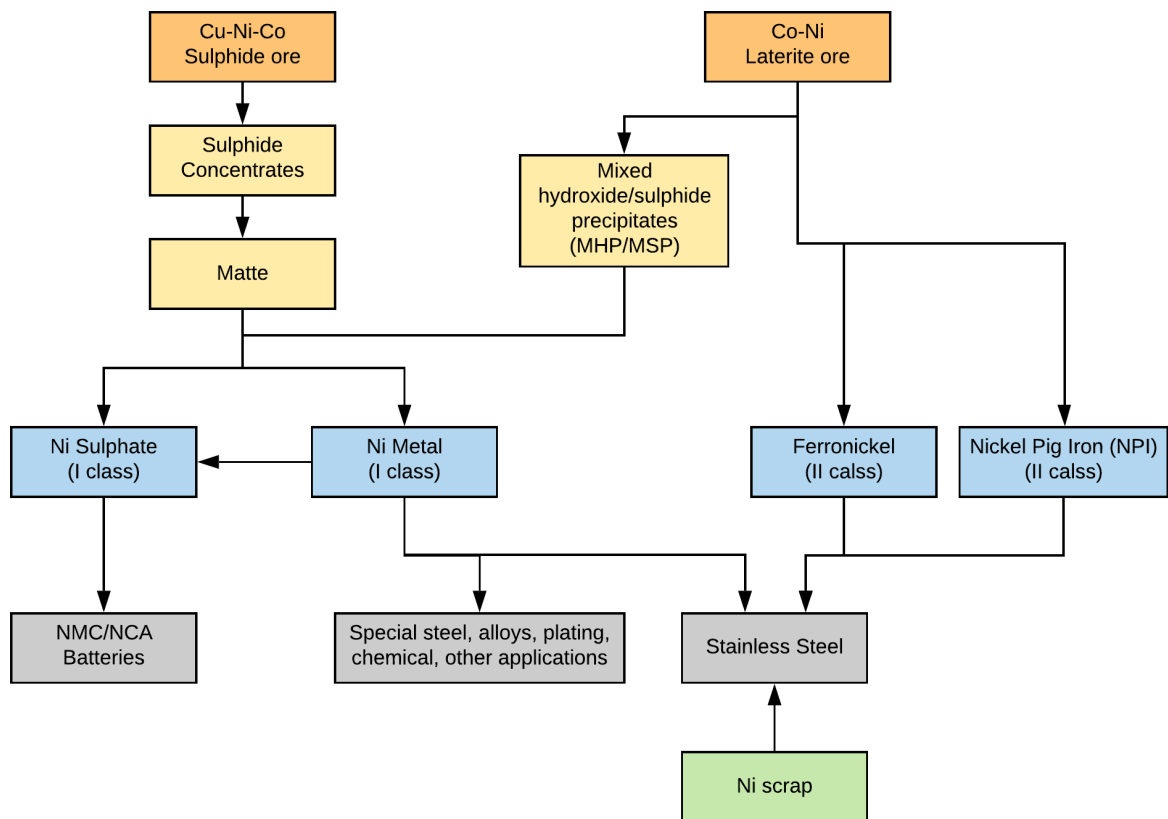 Cu-Ni-Co
Sulphide ore
Co-Ni
Laterite ore
Sulphide
Concentrates
Mixed
hydroxide/sulphide
precipitates
(MHP/MSP)
Matte
Ni Sulphate
(I class)
Ni Metal
(I class)
Ferronickel
(II calss)
Nickel Pig Iron (NPI)
(II calss)
NMC/NCA
Batteries
Special steel, alloys, plating,
chemical, other applications
Stainless Steel
Ni scrap